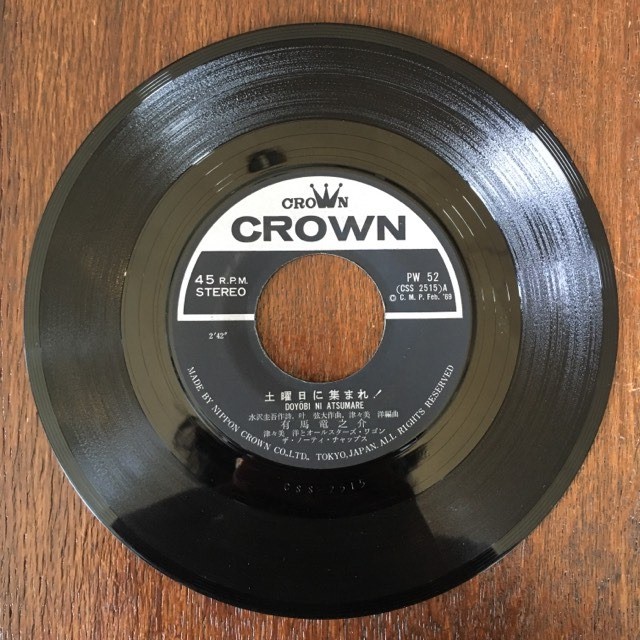 CROWN
CROWN
45 R.P.M.
STEREO
PW 52
(CSS 2515)A
© C. M. P. Feb. '69
2'42"
土曜日に集まれ!
DOYOBI NI ATSUMARE
水沢圭吾作詩、叶 弦大作曲、津々美 洋編曲
有馬竜之介
津々美 洋とオールスターズ・ワゴン
ザ・ノーティ・チャップス
MADE BY NIPPON CROWN CO.LTD. TOKYO, JAPAN. ALL RIGHTS RESERVED
CSS-2515